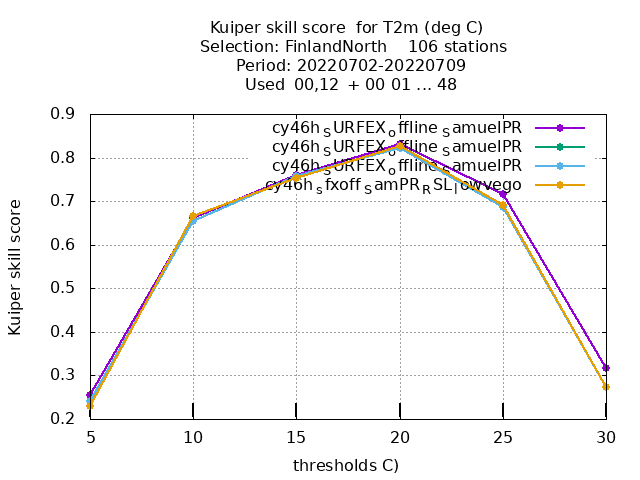 Kuiper skill score for T2m (deg C)
Selection: FinlandNorth 106 stations
Period: 20220702-20220709
Used 00,12 + 00 01 ... 48
cy46h_SURFEX_offline_SamuelPR
cy46h_SURFEX_offline_SamuelPR
cy46h_SURFEX_offline_SamuelPR
cy46h_sfxoff_SamPR_RSL_lowvego
Kuiper skill score
0.9
0.8
0.7
0.6
0.5
0.4
0.3
0.2
5 10 15 20 25 30
thresholds C)